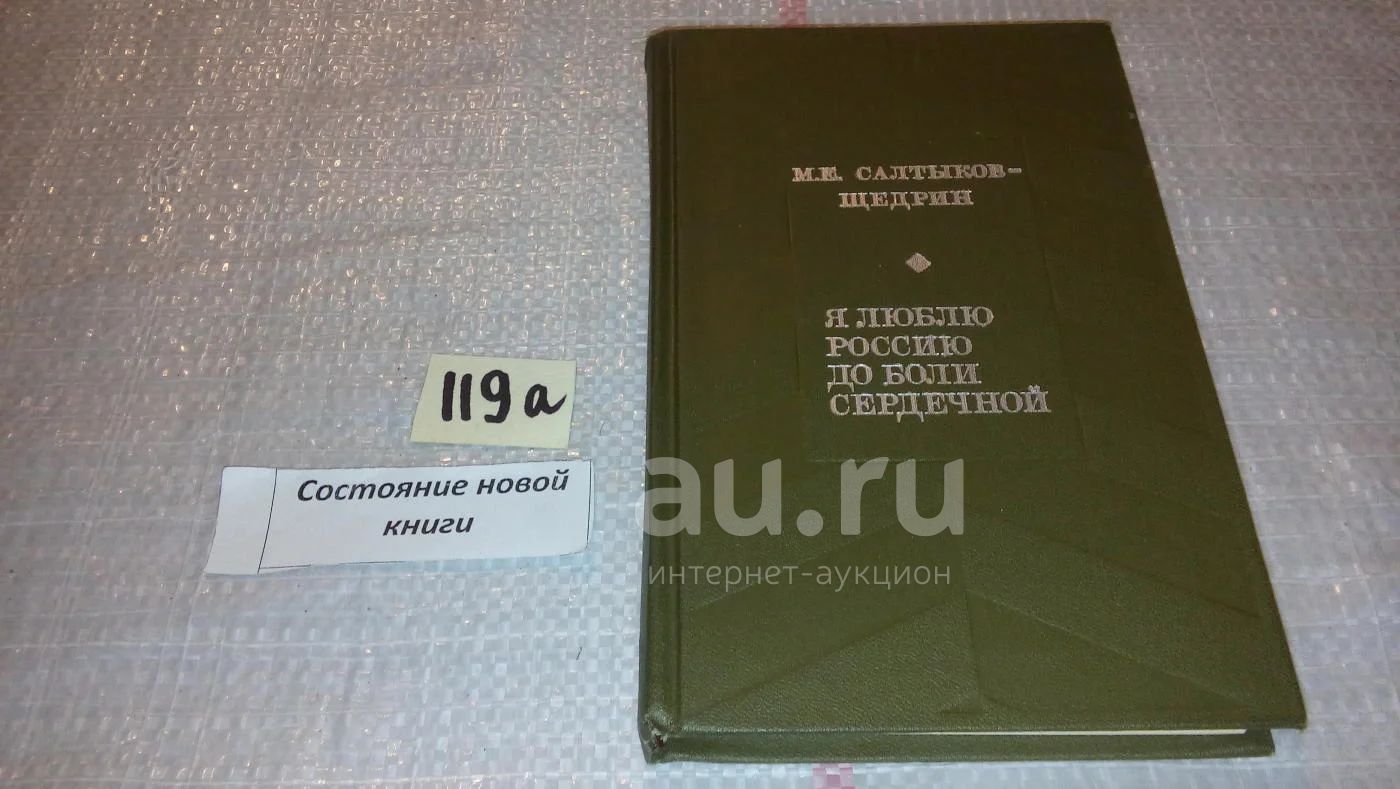 М.Е. САЛТЫКОВ-
ЩЕДРИН
Я ЛЮБЛЮ
РОССИЮ
ДО БОЛИ
СЕРДЕЧНОЙ
119а
Состояние новой
книги
au.ru
интернет-аукцион